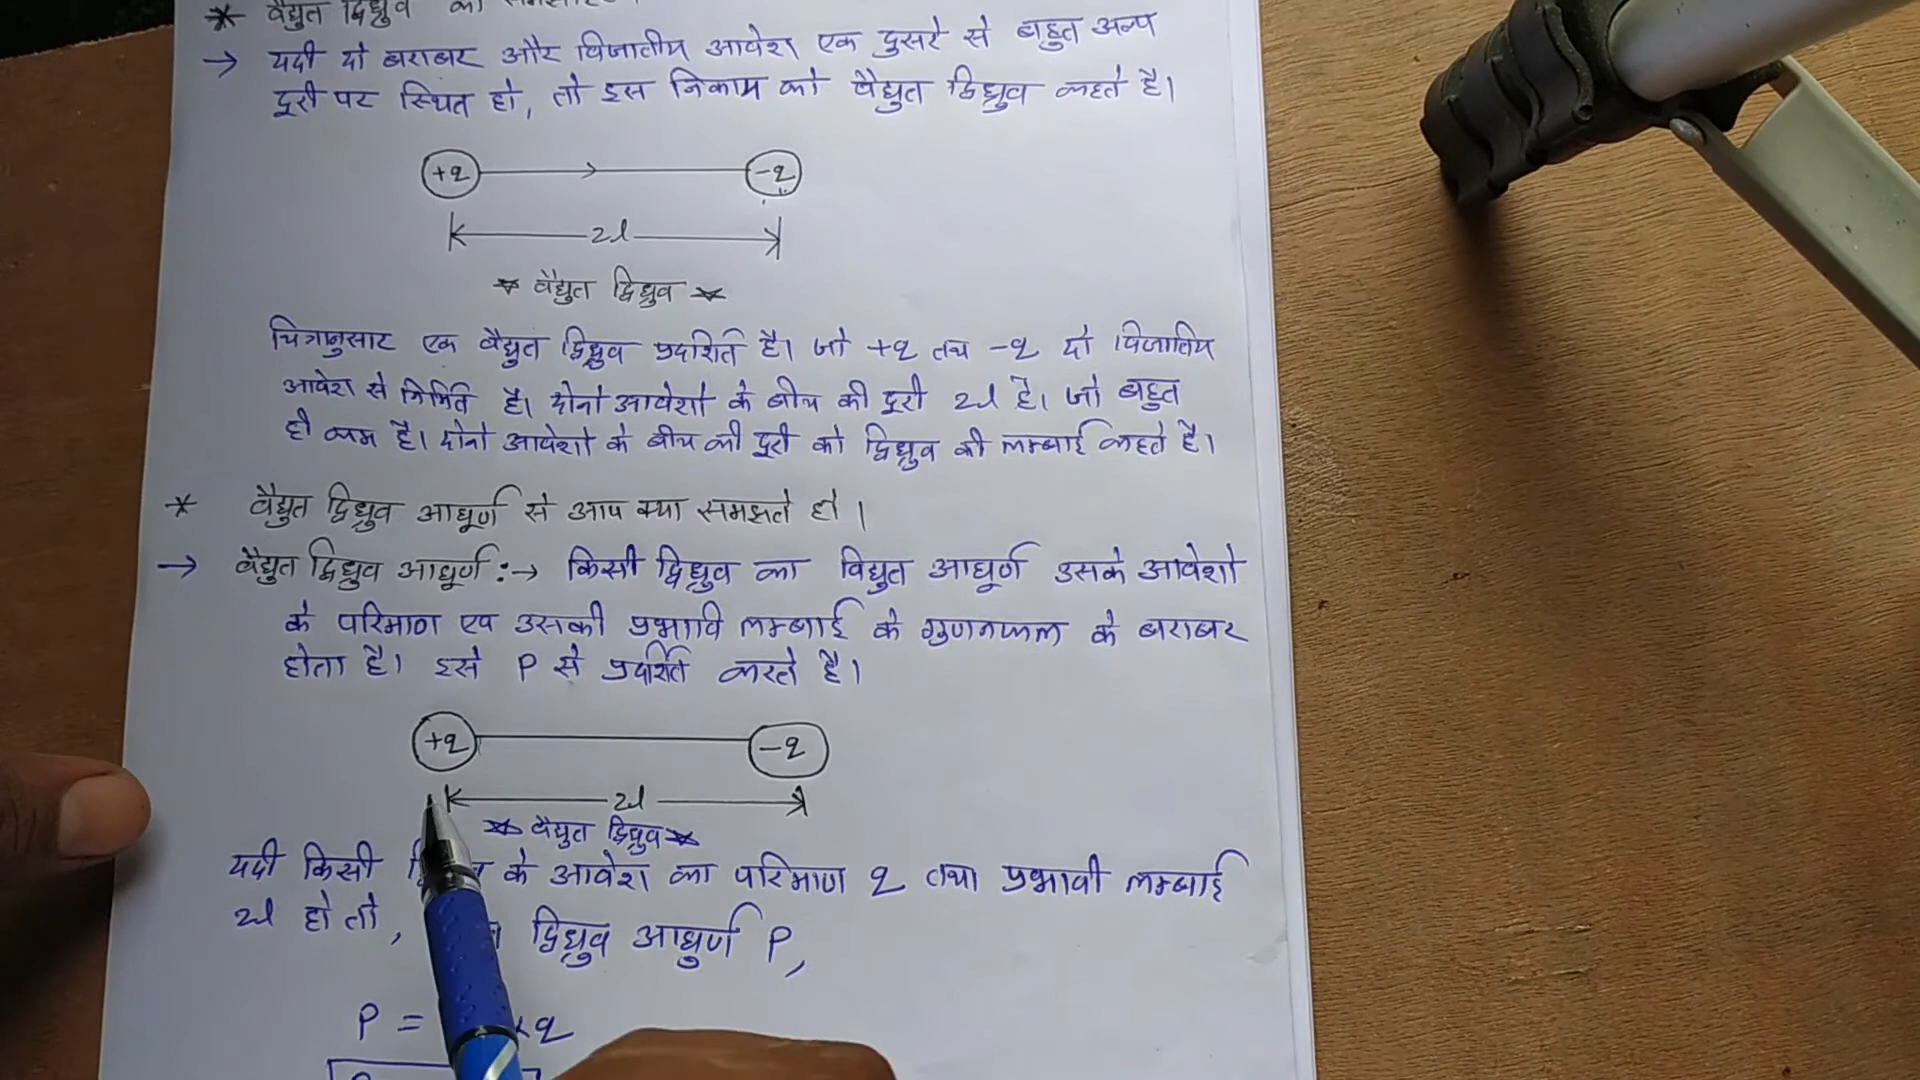 * वैद्युत द्विध्रुव को
→ यदी दो बराबर और विजातीय आवेश एक दुसरे से बहुत अल्प
दूरी पर स्थित हो, तो इस निकाय को वैद्युत द्विध्रुव कहते है।
+q -q
2l
* वैद्युत द्विध्रुव *
चित्रानुसार एक वैद्युत द्विध्रुव प्रदर्शित है। जो +q तथा -q दो विजातिय
आवेश से निर्मित है। दोनो आवेशो के बीच की दूरी 2l है। जो बहुत
ही कम है। दोनो आवेशो के बीच की दूरी को द्विध्रुव की लम्बाई कहते है।
* वैद्युत द्विध्रुव आघूर्ण से आप क्या समझते हो।
→ वैद्युत द्विध्रुव आघूर्ण :→ किसी द्विध्रुव का विद्युत आघूर्ण उसके आवेशो
के परिमाण एव उसकी प्रभावि लम्बाई के गुणनफल के बराबर
होता है। इसे P से प्रदर्शित करते है।
+q -q
2l
* वैद्युत द्विध्रुव *
यदी किसी के आवेश का परिमाण q तथा प्रभावी लम्बाई
2l हो तो, द्विध्रुव आघुर्ण P,
P = x q